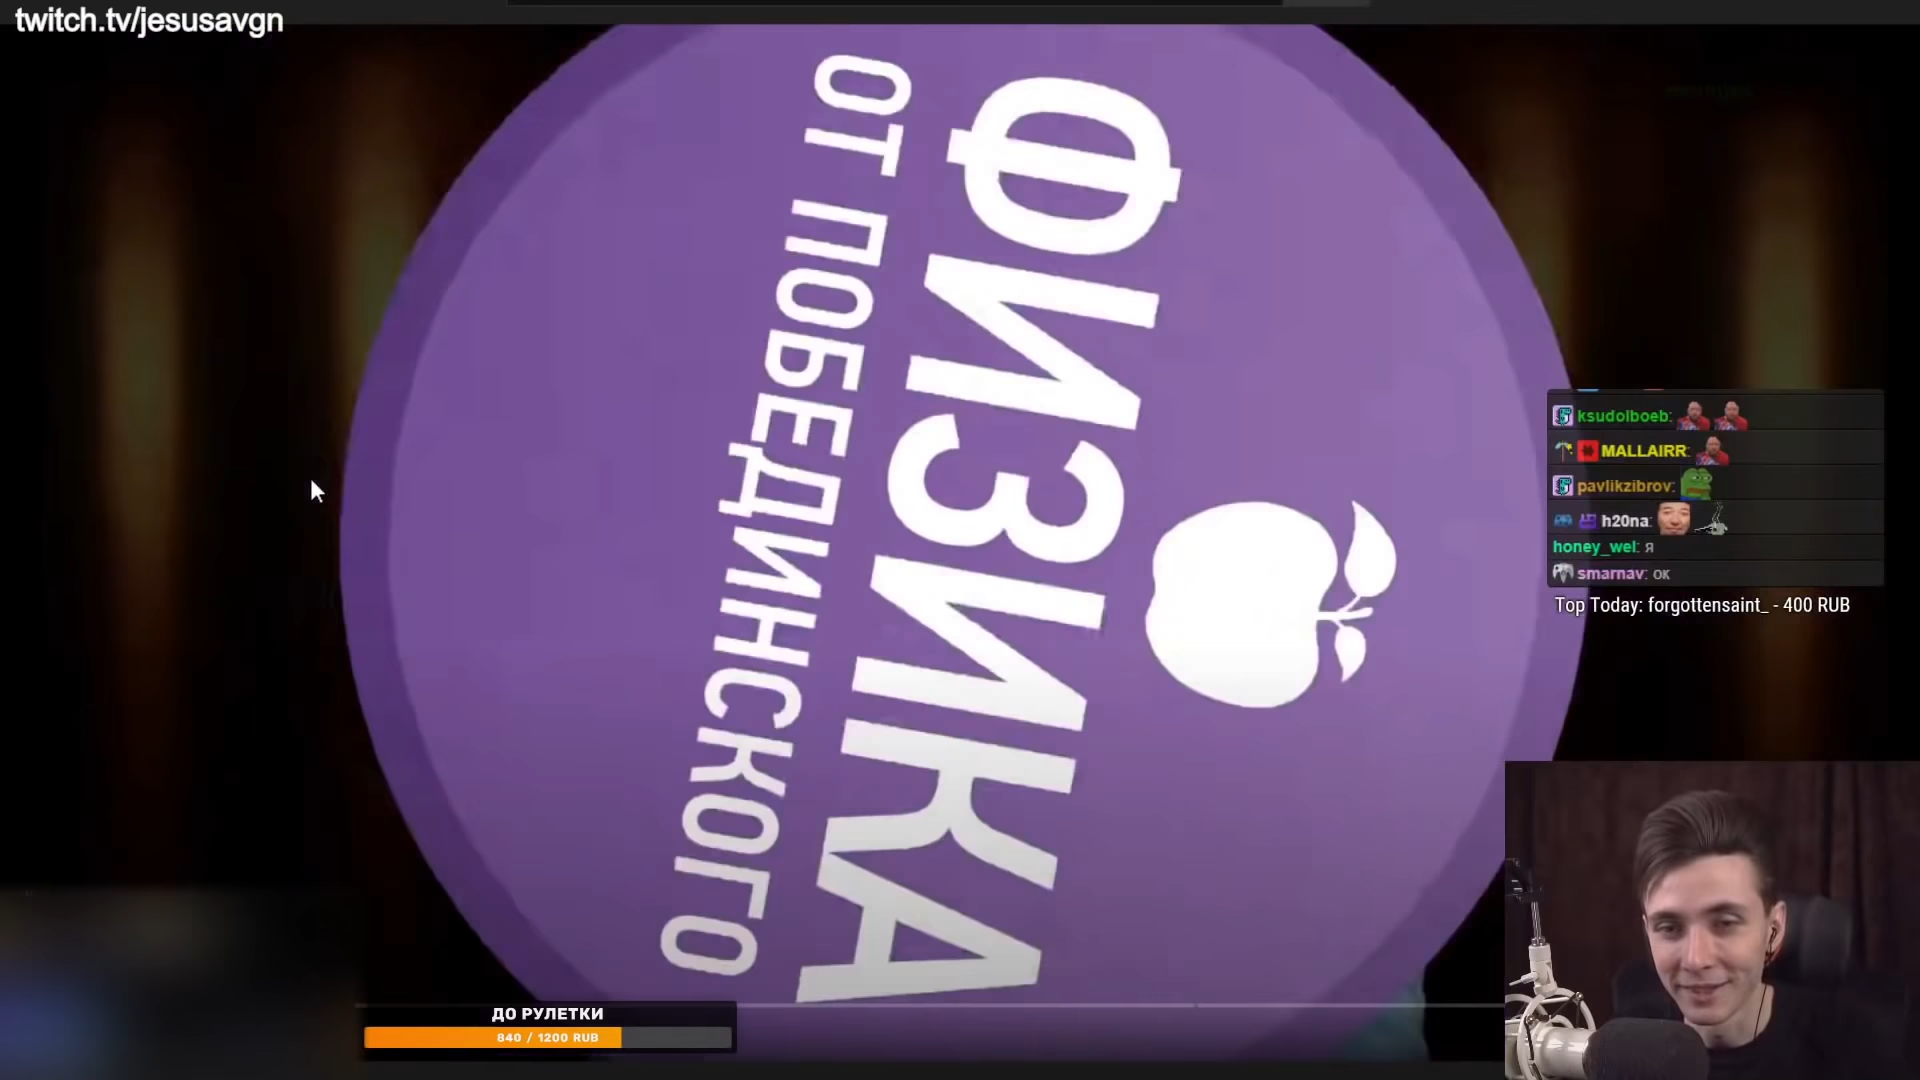 twitch.tv/jesusavgn
ФИЗИКА
ОТ ПОБЕДИНСКОГО
ksudolboeb:
MALLAIRR:
pavlikzibrov:
h20na:
honey_wel: я
smarnav: ок
Top Today: forgottensaint_ - 400 RUB
ДО РУЛЕТКИ
840 / 1200 RUB